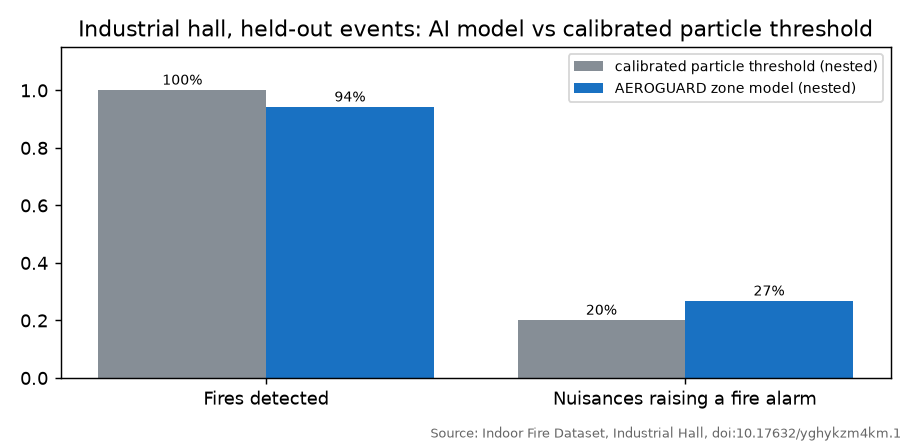 Industrial hall, held-out events: AI model vs calibrated particle threshold
calibrated particle threshold (nested)
AEROGUARD zone model (nested)
1.0
0.8
0.6
0.4
0.2
0.0
100%
94%
20%
27%
Fires detected
Nuisances raising a fire alarm
Source: Indoor Fire Dataset, Industrial Hall, doi:10.17632/yghykzm4km.1